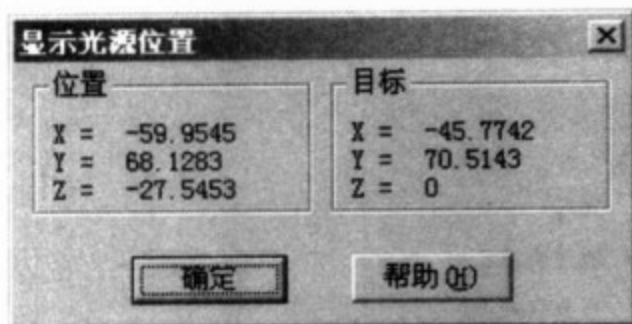 显示光源位置
位置
X = -59.9545
Y = 68.1283
Z = -27.5453
目标
X = -45.7742
Y = 70.5143
Z = 0
确定
帮助(H)